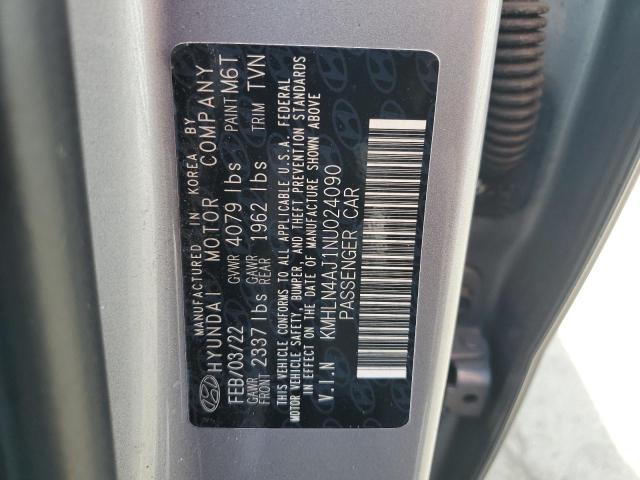 MANUFACTURED IN KOREA BY
HYUNDAI MOTOR COMPANY
FEB/03/22 GVWR 4079 lbs PAINT M6T
GAWR FRONT 2337 lbs GAWR REAR 1962 lbs TRIM TVN
THIS VEHICLE CONFORMS TO ALL APPLICABLE U.S.A. FEDERAL
MOTOR VEHICLE SAFETY, BUMPER, AND THEFT PREVENTION STANDARDS
IN EFFECT ON THE DATE OF MANUFACTURE SHOWN ABOVE
V.I.N KMHLN4AJ1NU024090
PASSENGER CAR